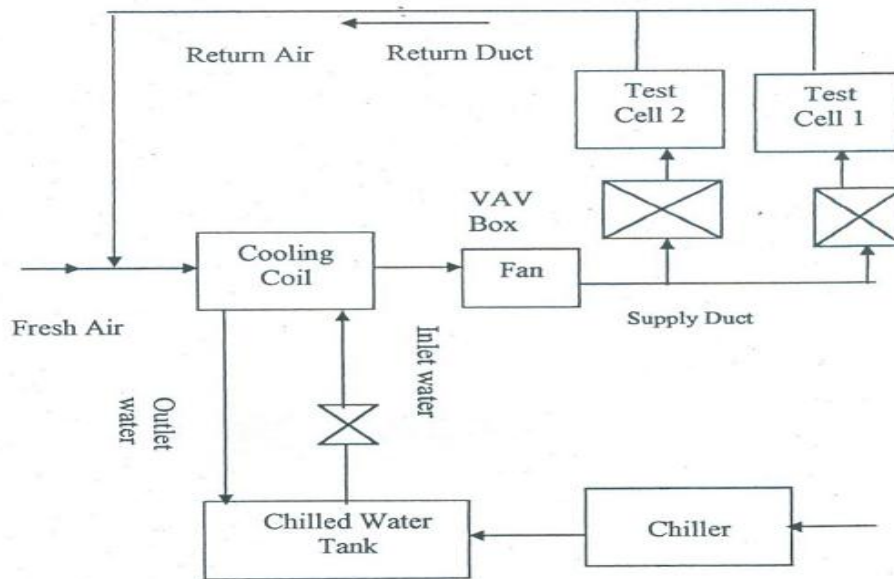 Return Air
Return Duct
Test
Cell 2
Test
Cell 1
VAV
Box
Cooling
Coil
Fan
Fresh Air
Supply Duct
Inlet water
Outlet
water
Chilled Water
Tank
Chiller